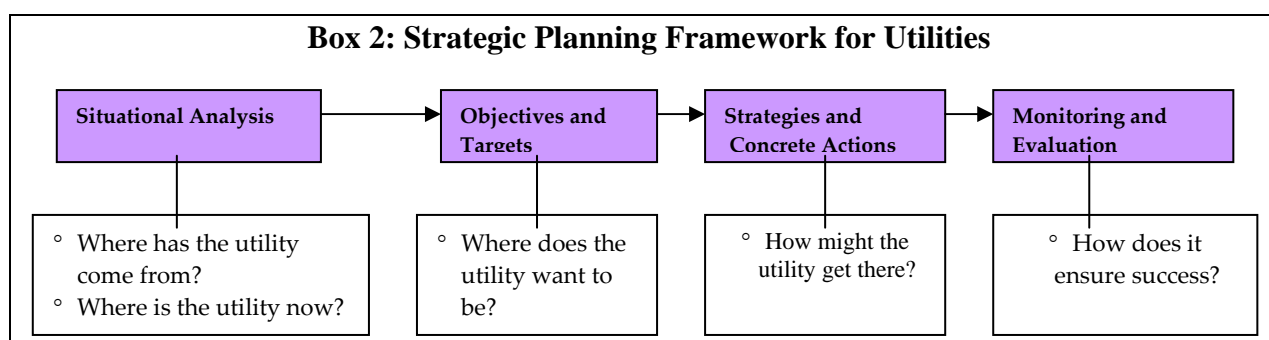 Box 2: Strategic Planning Framework for Utilities
Situational Analysis
Objectives and
Targets
Strategies and
Concrete Actions
Monitoring and
Evaluation
° Where has the utility
come from?
° Where is the utility now?
° Where does the
utility want to
be?
° How might the
utility get there?
° How does it
ensure success?